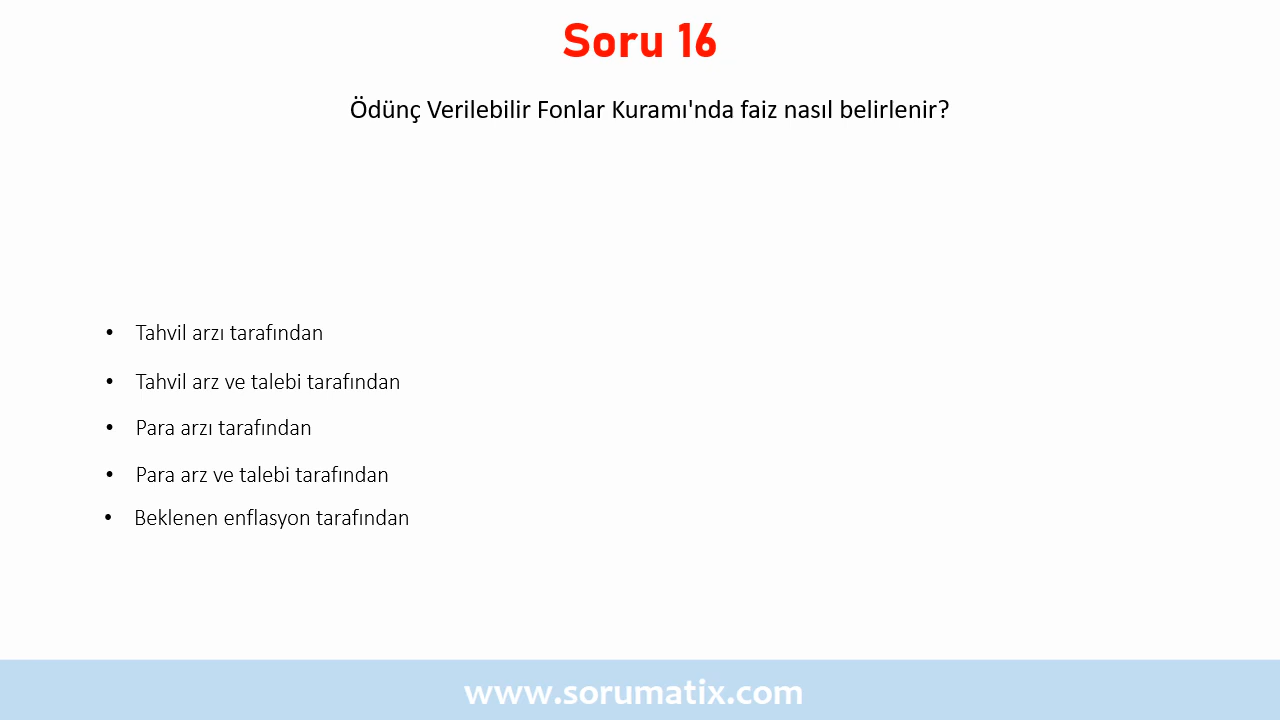 Soru 16
Ödünç Verilebilir Fonlar Kuramı'nda faiz nasıl belirlenir?
• Tahvil arzı tarafından
• Tahvil arz ve talebi tarafından
• Para arzı tarafından
• Para arz ve talebi tarafından
• Beklenen enflasyon tarafından
www.sorumatix.com